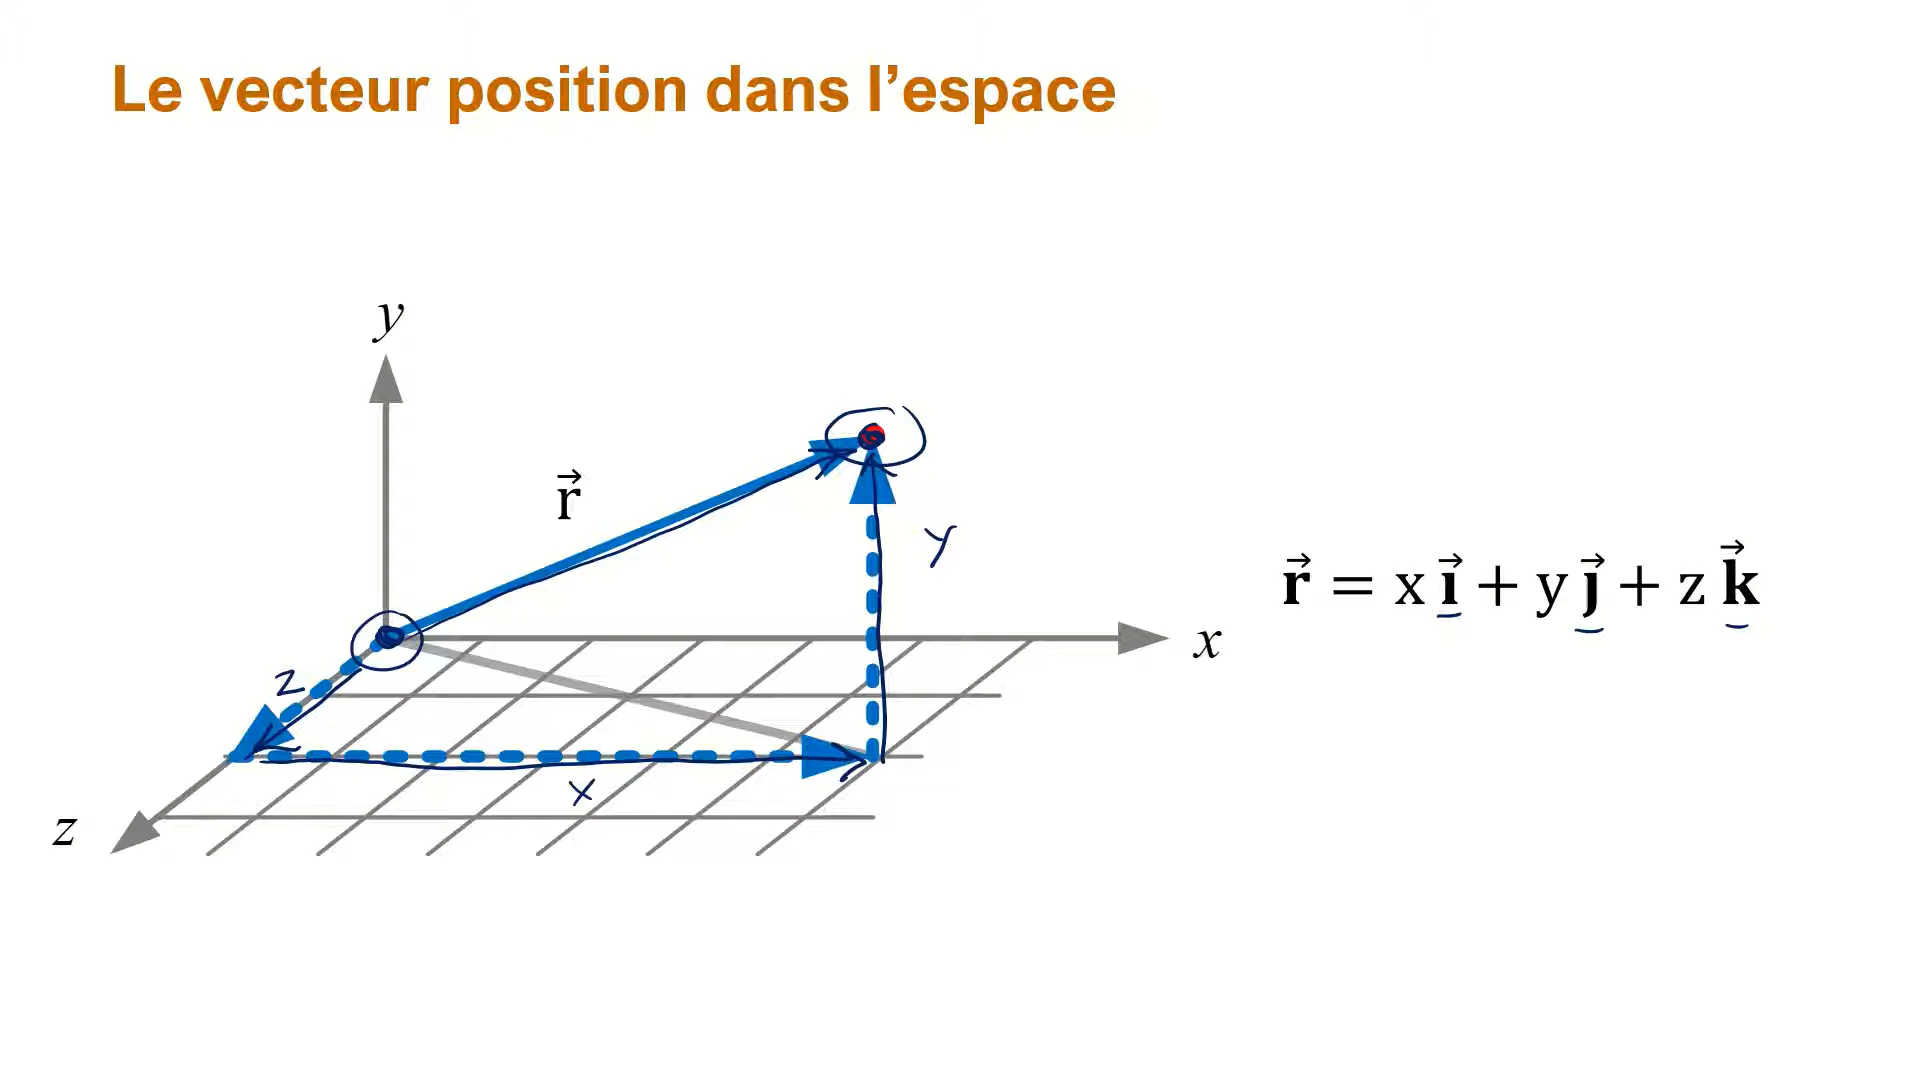 Le vecteur position dans l’espace
y
r⃗
y
r⃗ = x i⃗ + y j⃗ + z k⃗
x
z
x
z